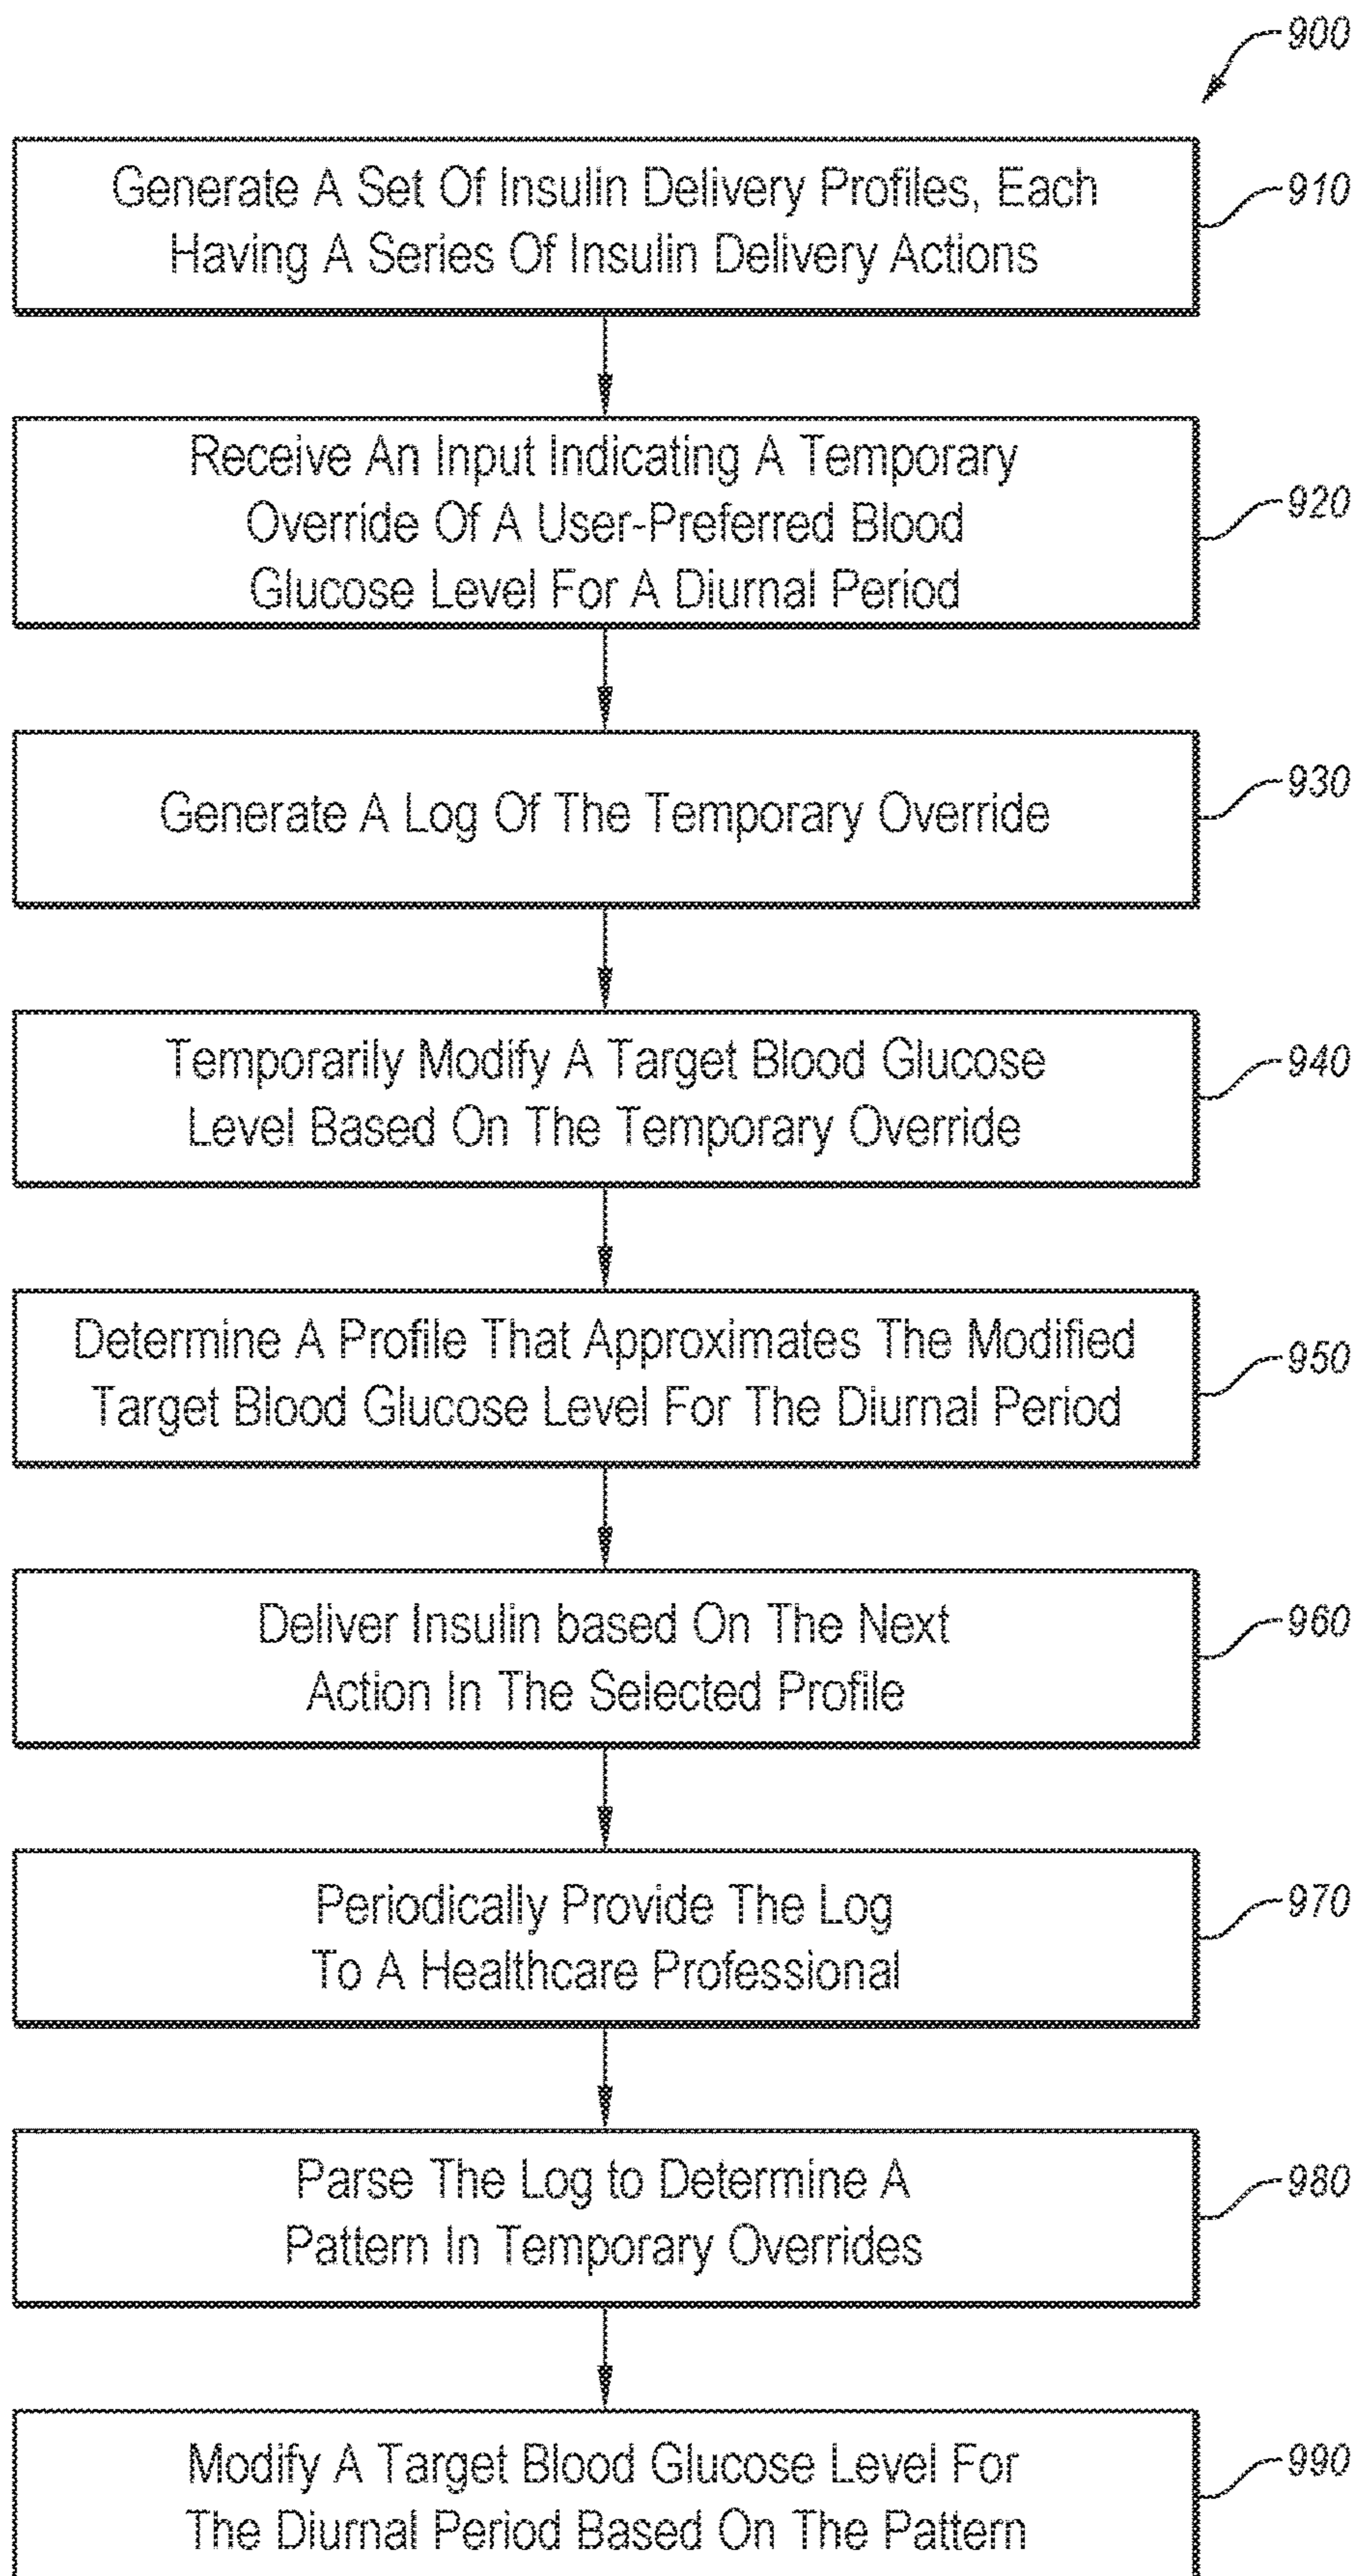 900
Generate A Set Of Insulin Delivery Profiles, Each
Having A Series Of Insulin Delivery Actions
910
Receive An Input Indicating A Temporary
Override Of A User-Preferred Blood
Glucose Level For A Diurnal Period
920
Generate A Log Of The Temporary Override
930
Temporarily Modify A Target Blood Glucose
Level Based On The Temporary Override
940
Determine A Profile That Approximates The Modified
Target Blood Glucose Level For The Diurnal Period
950
Deliver Insulin based On The Next
Action In The Selected Profile
960
Periodically Provide The Log
To A Healthcare Professional
970
Parse The Log to Determine A
Pattern In Temporary Overrides
980
Modify A Target Blood Glucose Level For
The Diurnal Period Based On The Pattern
990